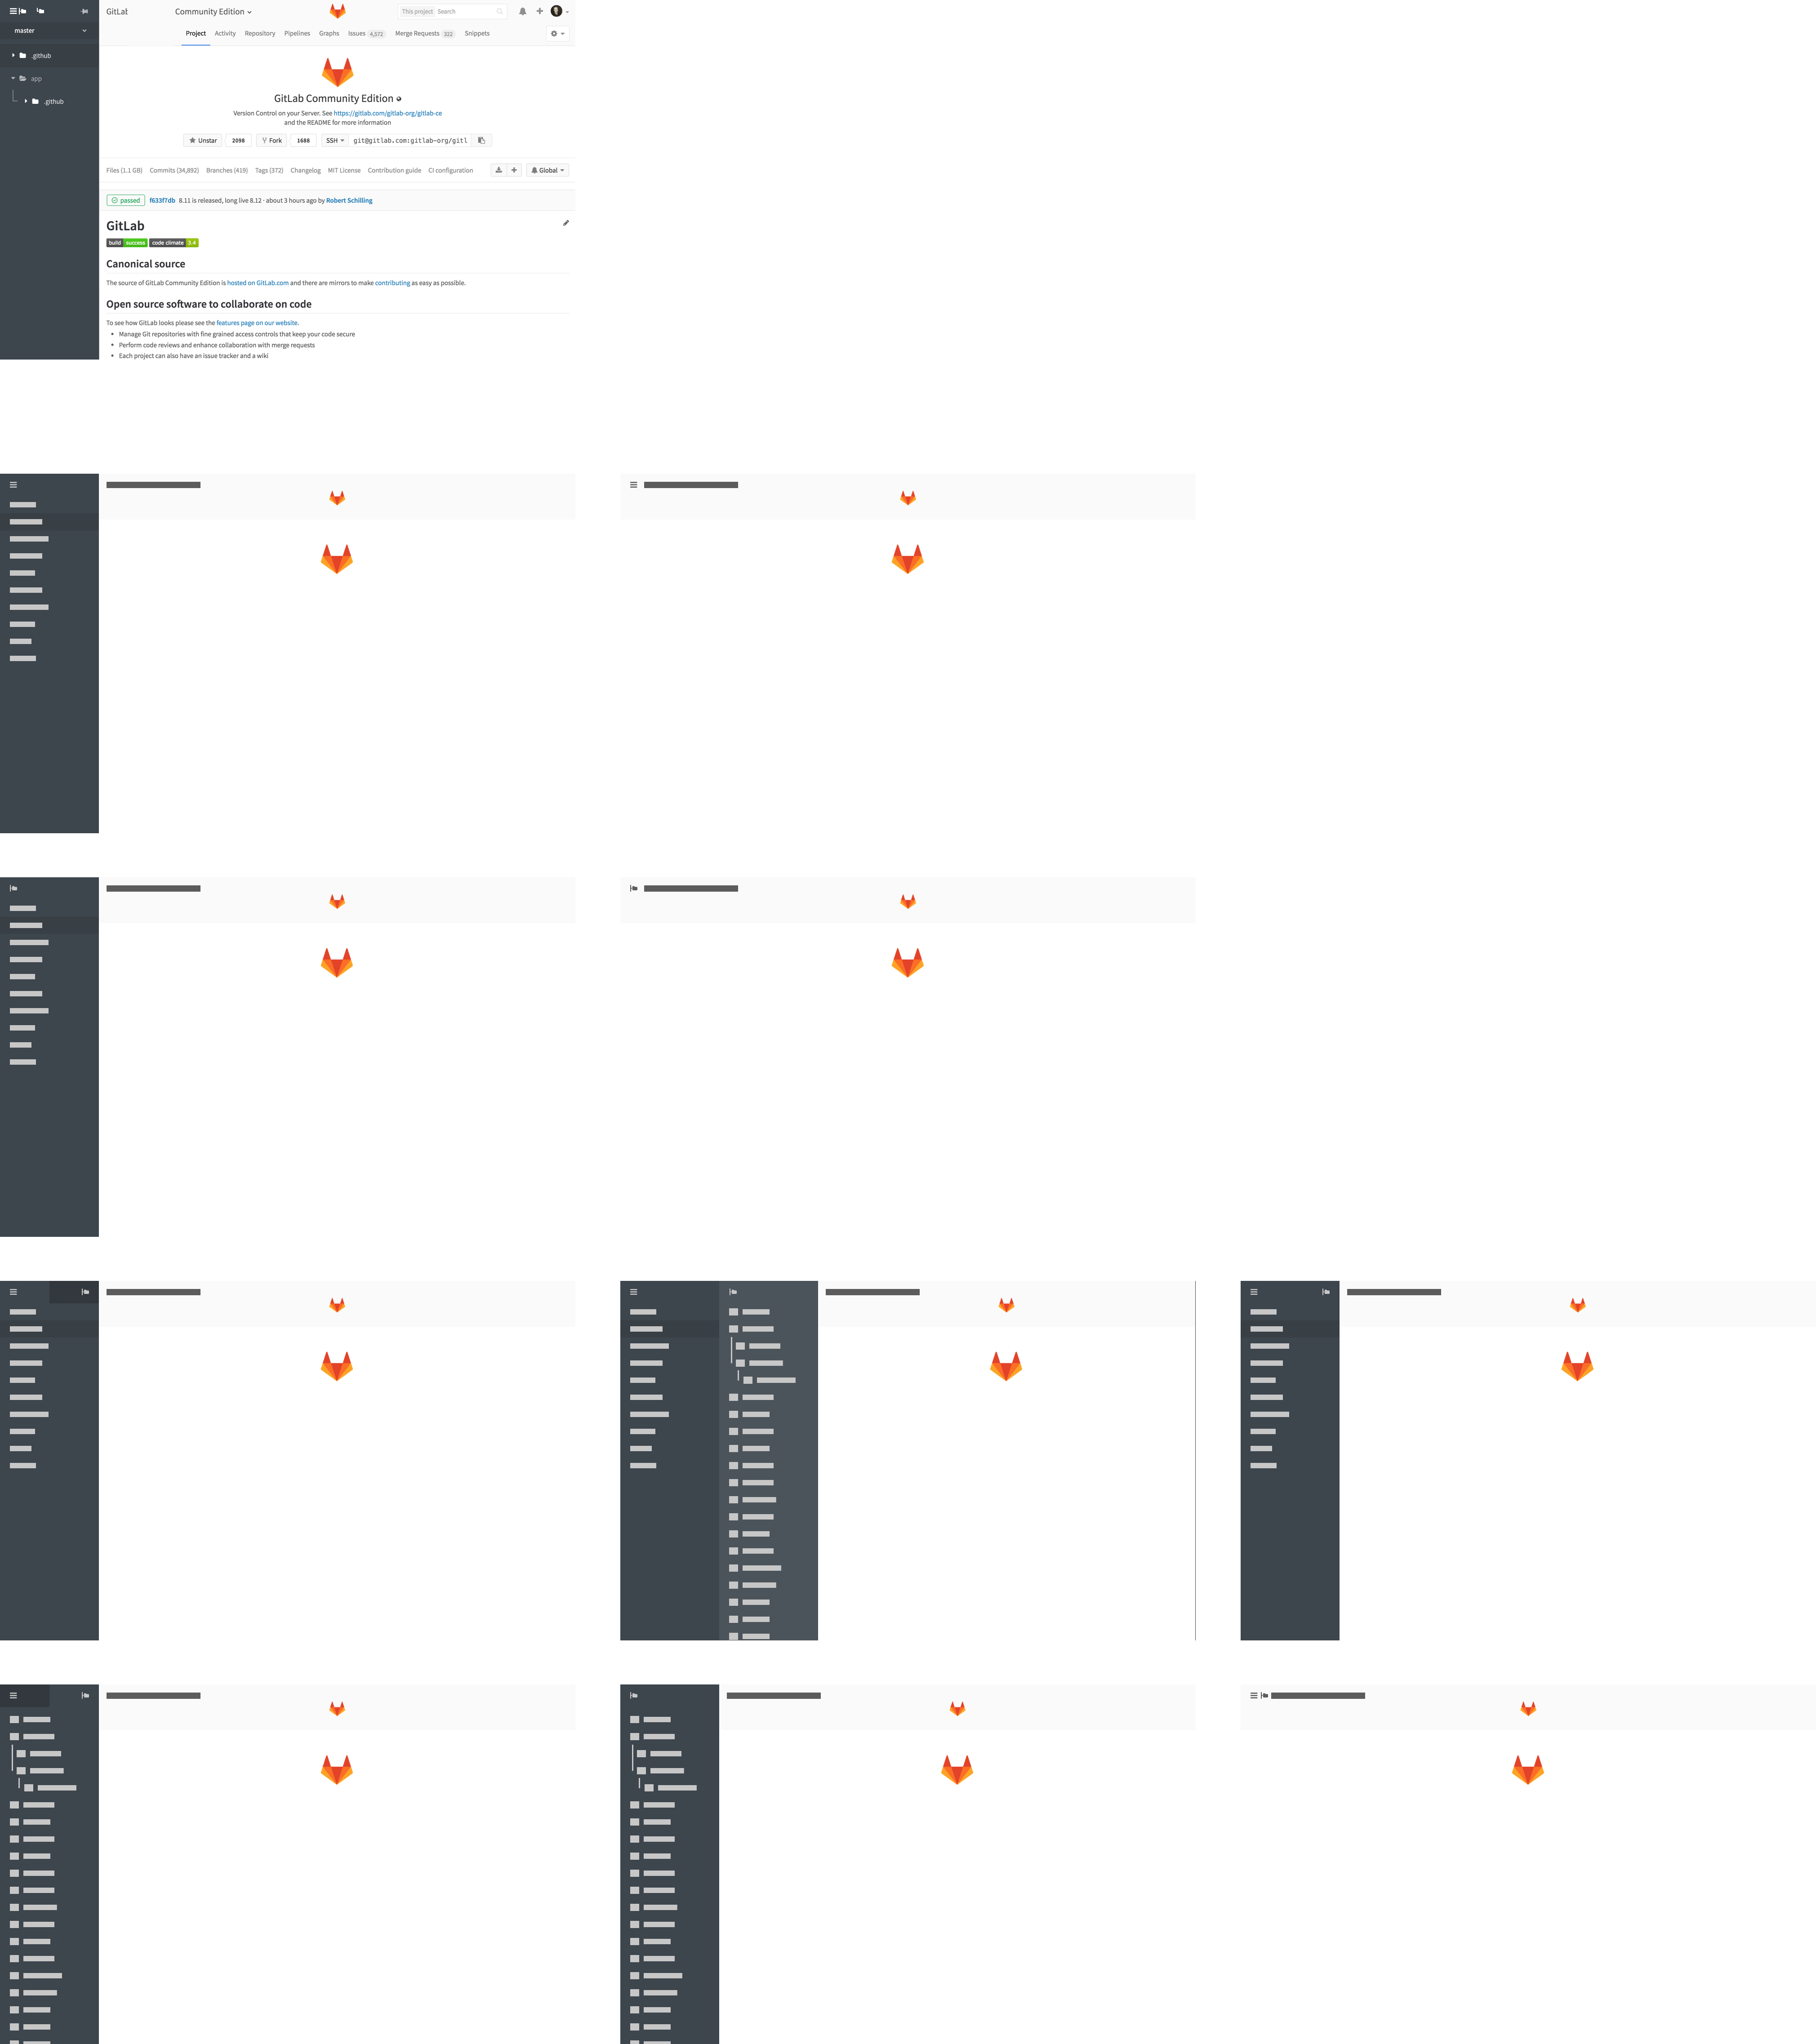 master
.github
app
.github
GitLab Community Edition
This project Search
Project Activity Repository Pipelines Graphs Issues 4,572 Merge Requests 322 Snippets
GitLab Community Edition
Version Control on your Server. See https://gitlab.com/gitlab-org/gitlab-ce
and the README for more information
Unstar 2098 Fork 1688 SSH git@gitlab.com:gitlab-org/gitl
Files (1.1 GB) Commits (34,892) Branches (419) Tags (372) Changelog MIT License Contribution guide CI configuration Global
passed f633f7db 8.11 is released, long live 8.12 · about 3 hours ago by Robert Schilling
GitLab
build success code climate 3.4
Canonical source
The source of GitLab Community Edition is hosted on GitLab.com and there are mirrors to make contributing as easy as possible.
Open source software to collaborate on code
To see how GitLab looks please see the features page on our website.
• Manage Git repositories with fine grained access controls that keep your code secure
• Perform code reviews and enhance collaboration with merge requests
• Each project can also have an issue tracker and a wiki